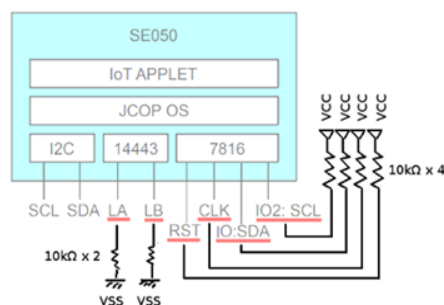 SE050
IoT APPLET
JCOP OS
I2C 14443 7816
VCC VCC VCC VCC
10kΩ x 4
SCL SDA LA LB CLK IO2: SCL
RST IO:SDA
10kΩ x 2
VSS VSS